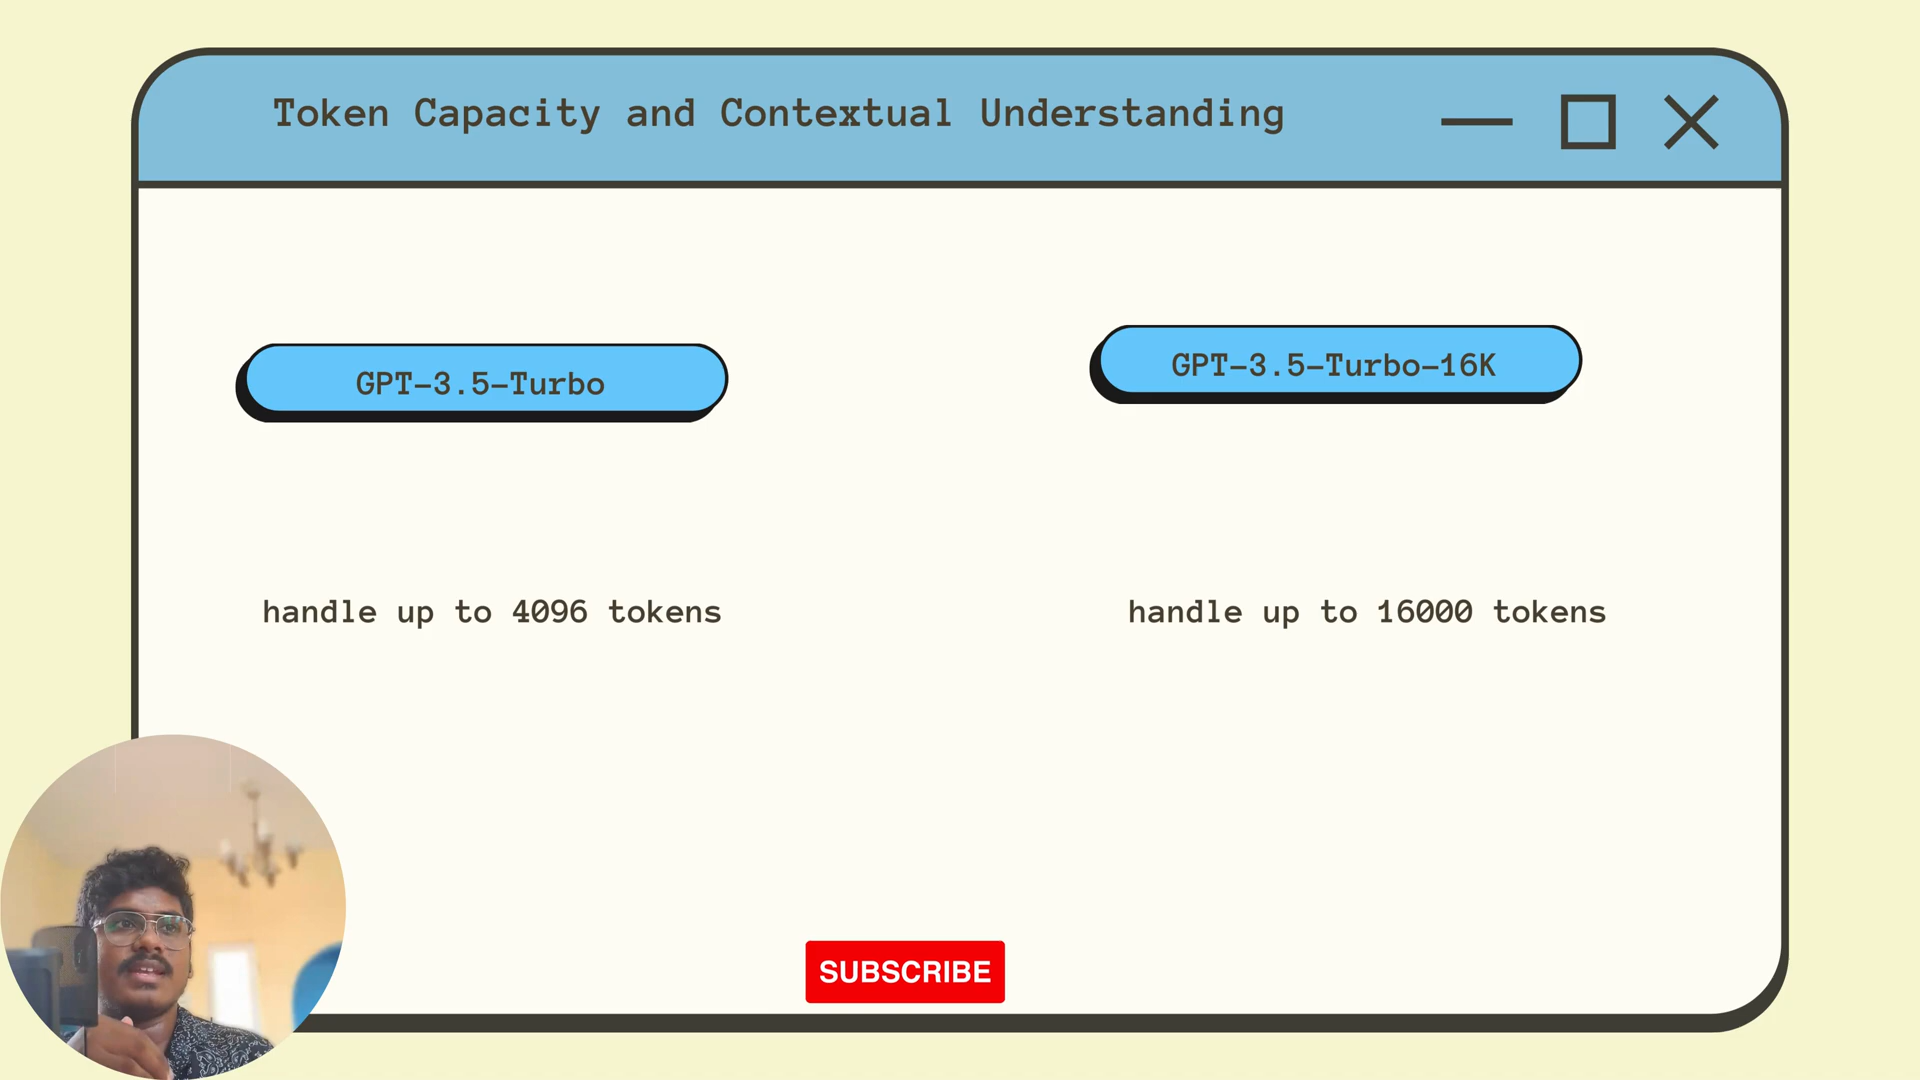 Token Capacity and Contextual Understanding
GPT-3.5-Turbo
GPT-3.5-Turbo-16K
handle up to 4096 tokens
handle up to 16000 tokens
SUBSCRIBE